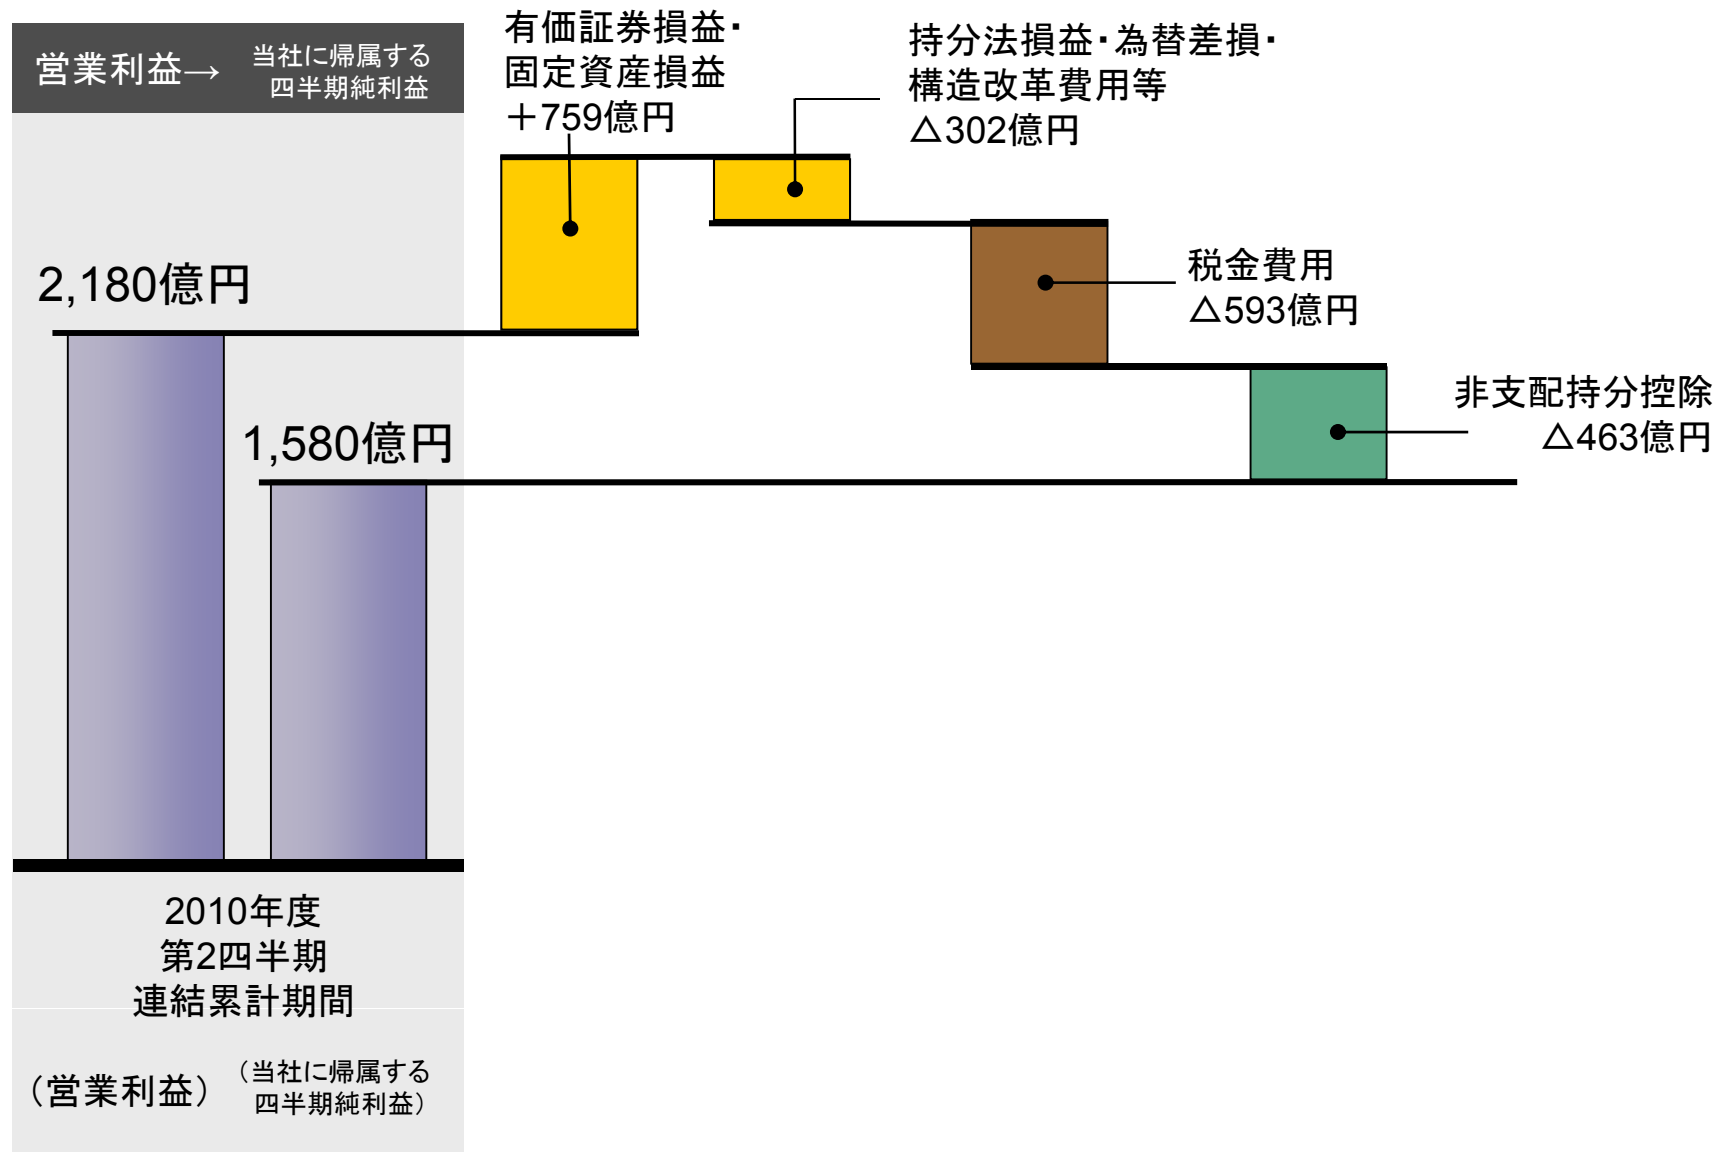 営業利益→
当社に帰属する
四半期純利益
有価証券損益・
固定資産損益
＋759億円
持分法損益・為替差損・
構造改革費用等
△302億円
2,180億円
税金費用
△593億円
非支配持分控除
△463億円
1,580億円
2010年度
第2四半期
連結累計期間
（営業利益）
（当社に帰属する
四半期純利益）